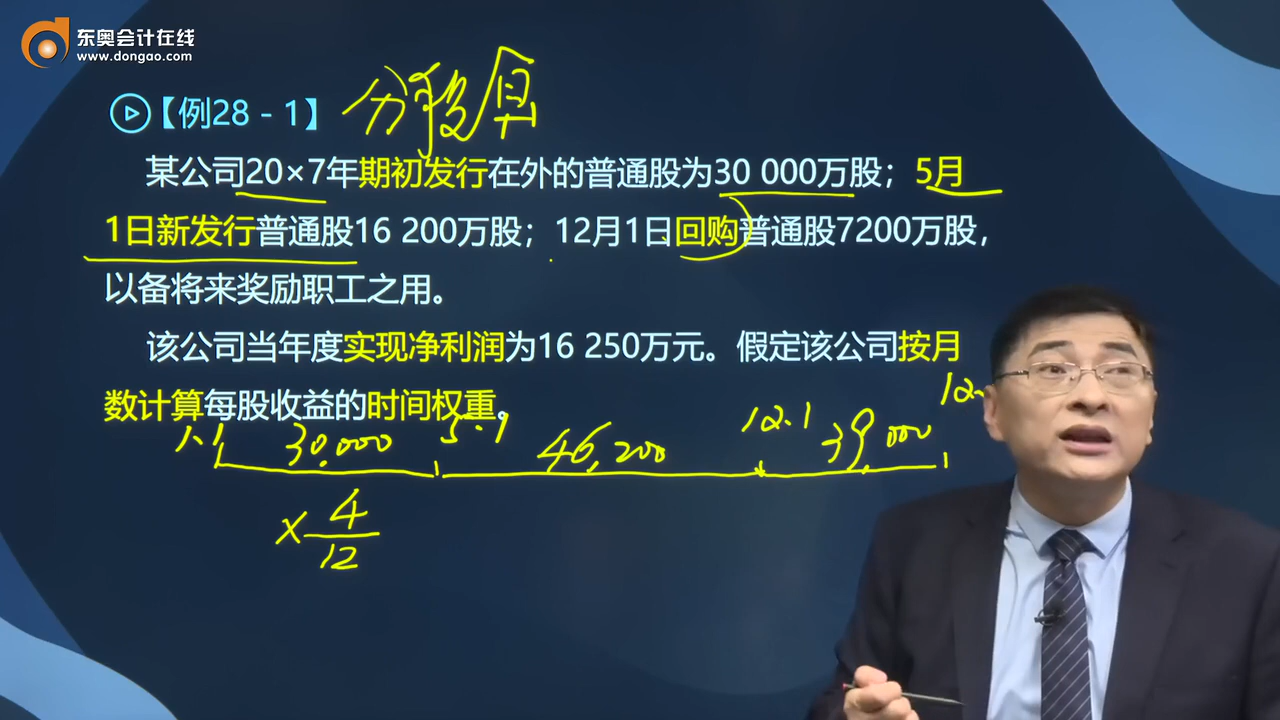 东奥会计在线
www.dongao.com
【例28-1】 分段算
某公司20×7年期初发行在外的普通股为30 000万股；5月
1日新发行普通股16 200万股；12月1日回购普通股7200万股，
以备将来奖励职工之用。
该公司当年度实现净利润为16 250万元。假定该公司按月
数计算每股收益的时间权重。
1.1 30,000 5.1 46,200 12.1 39,000 12.
× 4
12